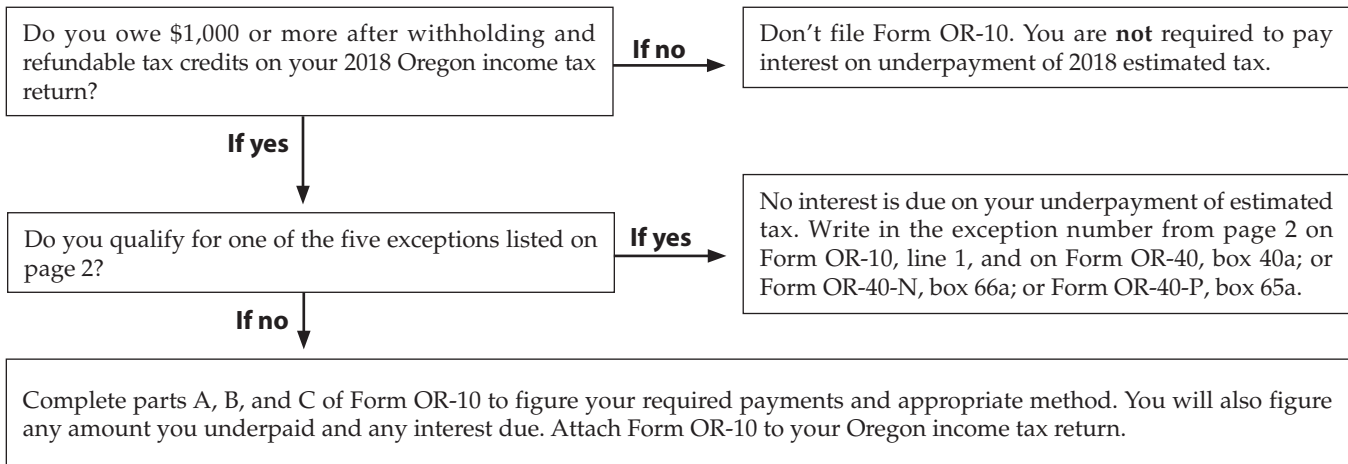 Do you owe $1,000 or more after withholding and
refundable tax credits on your 2018 Oregon income tax
return?
If no
Don’t file Form OR-10. You are not required to pay
interest on underpayment of 2018 estimated tax.
If yes
Do you qualify for one of the five exceptions listed on
page 2?
If yes
No interest is due on your underpayment of estimated
tax. Write in the exception number from page 2 on
Form OR-10, line 1, and on Form OR-40, box 40a; or
Form OR-40-N, box 66a; or Form OR-40-P, box 65a.
If no
Complete parts A, B, and C of Form OR-10 to figure your required payments and appropriate method. You will also figure
any amount you underpaid and any interest due. Attach Form OR-10 to your Oregon income tax return.